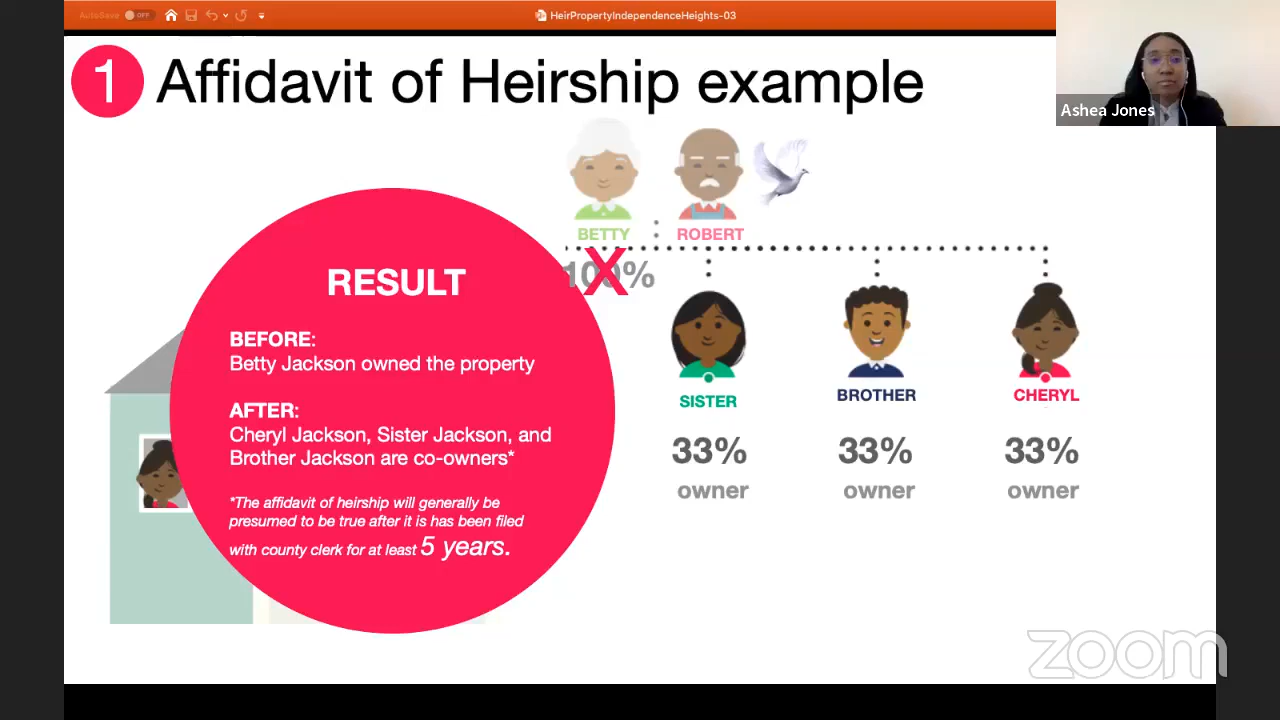 AutoSave OFF
HeirPropertyIndependenceHeights-03
1 Affidavit of Heirship example
Ashea Jones
BETTY
ROBERT
100%
X
RESULT
BEFORE:
Betty Jackson owned the property
AFTER:
Cheryl Jackson, Sister Jackson, and
Brother Jackson are co-owners*
*The affidavit of heirship will generally be
presumed to be true after it is has been filed
with county clerk for at least 5 years.
SISTER
BROTHER
CHERYL
33%
33%
33%
owner
owner
owner
zoom